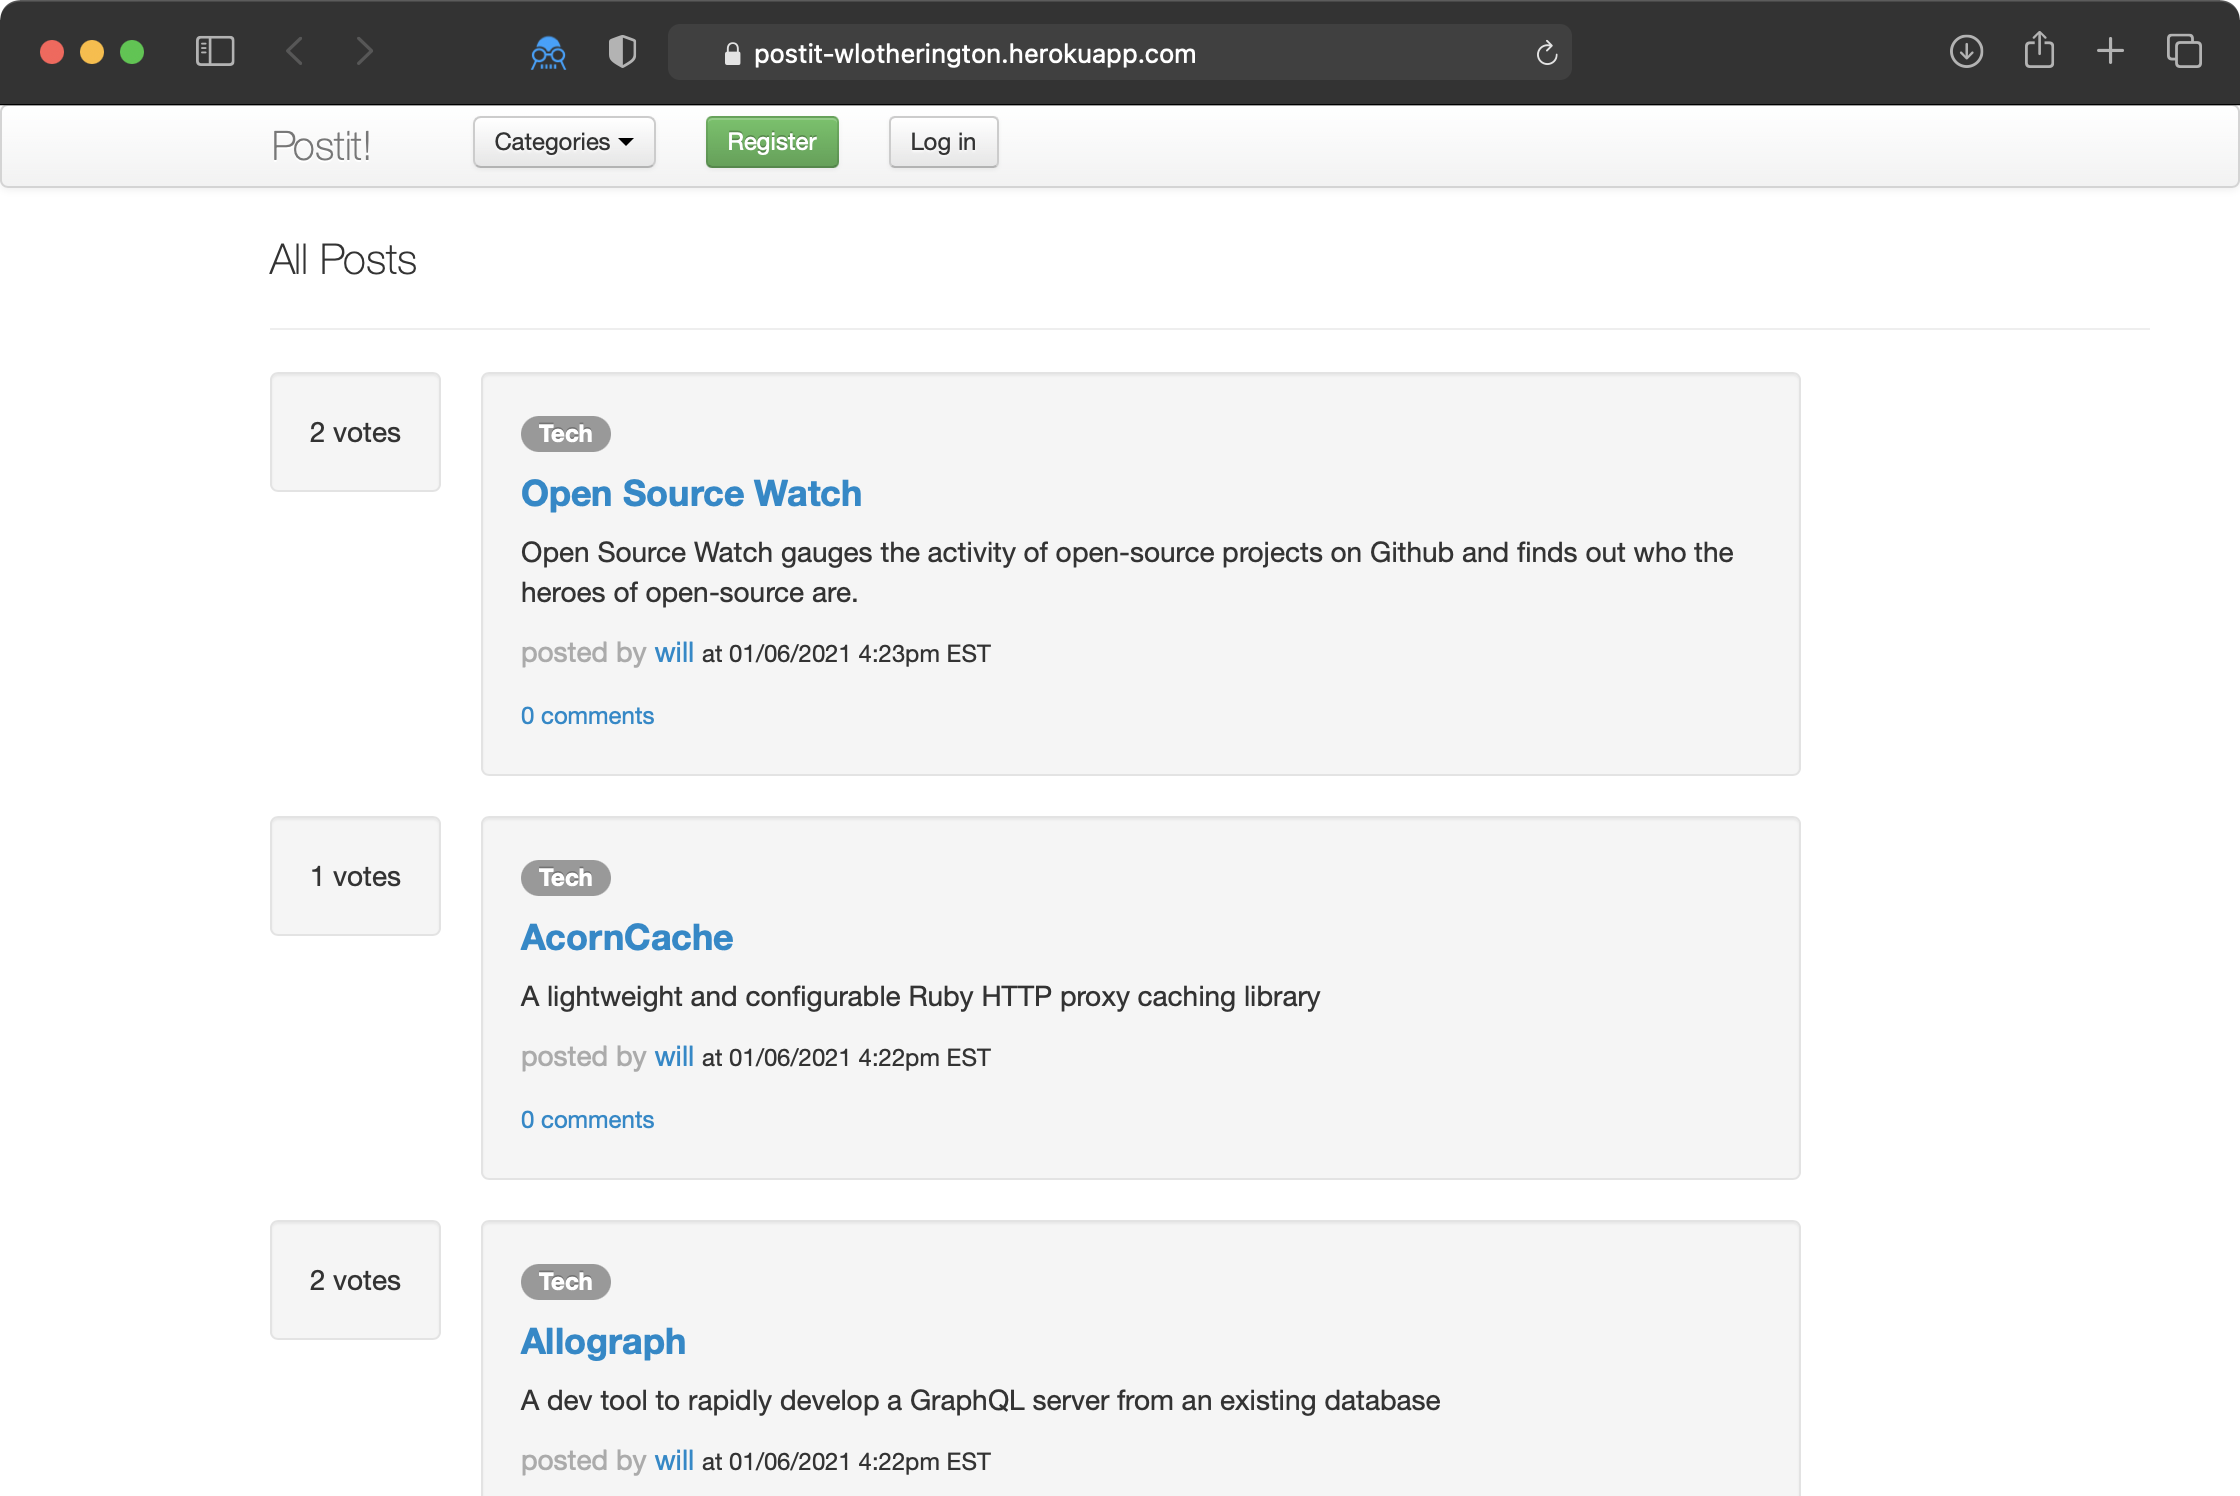 postit-wlotherington.herokuapp.com
Postit!
Categories
Register
Log in
All Posts
2 votes
Tech
Open Source Watch
Open Source Watch gauges the activity of open-source projects on Github and finds out who the
heroes of open-source are.
posted by will at 01/06/2021 4:23pm EST
0 comments
1 votes
Tech
AcornCache
A lightweight and configurable Ruby HTTP proxy caching library
posted by will at 01/06/2021 4:22pm EST
0 comments
2 votes
Tech
Allograph
A dev tool to rapidly develop a GraphQL server from an existing database
posted by will at 01/06/2021 4:22pm EST